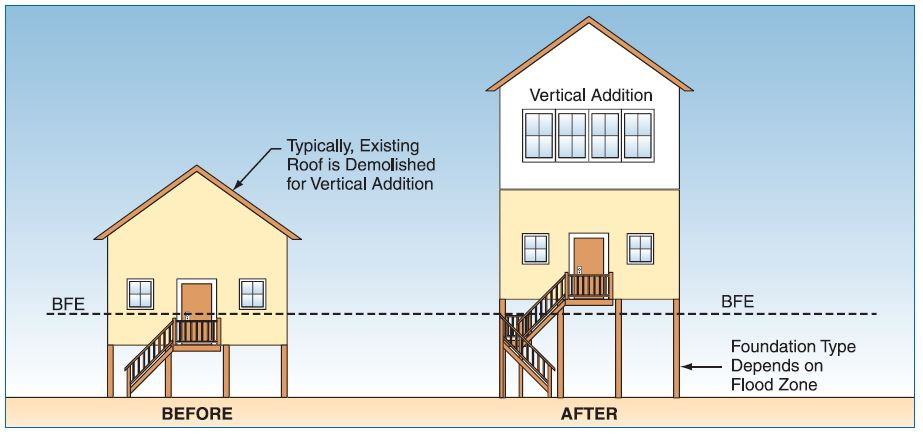 Vertical Addition
Typically, Existing
Roof is Demolished
for Vertical Addition
BFE
BFE
Foundation Type
Depends on
Flood Zone
BEFORE
AFTER